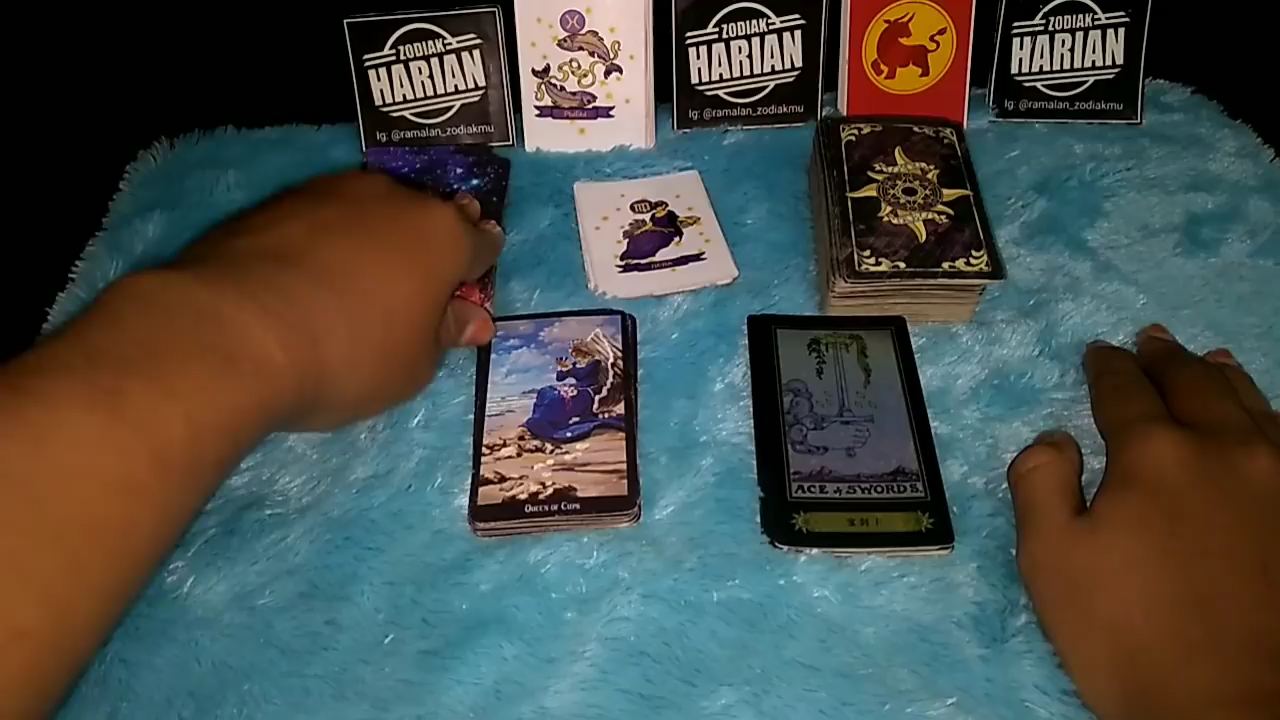 ZODIAK
HARIAN
Ig: @ramalan_zodiakmu
ZODIAK
HARIAN
Ig: @ramalan_zodiakmu
ZODIAK
HARIAN
Ig: @ramalan_zodiakmu
QUEEN OF CUPS
ACE of SWORDS.